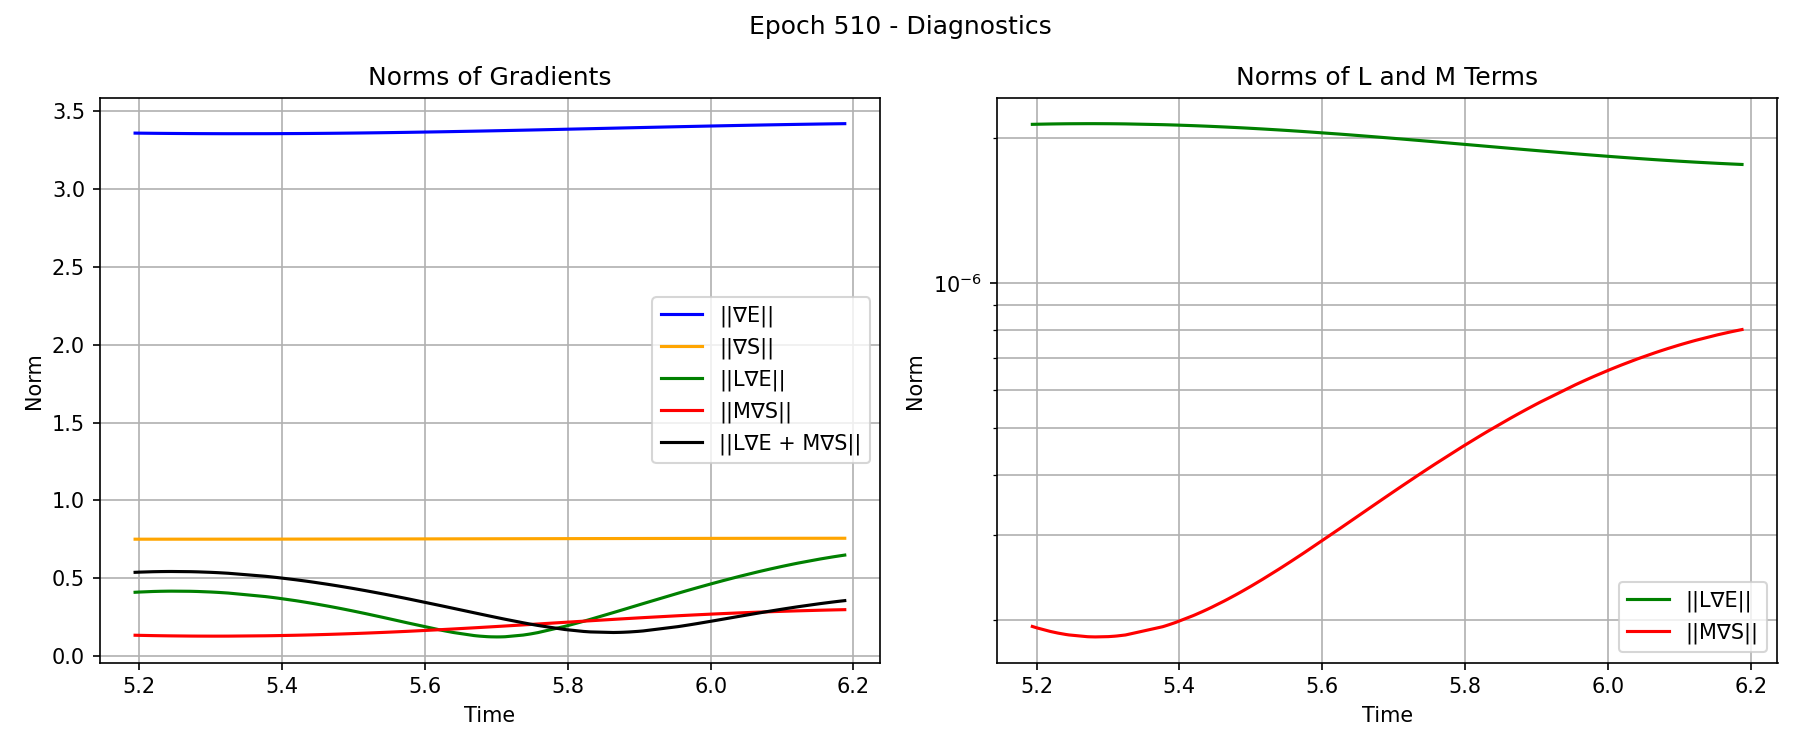 Epoch 510 - Diagnostics
Norms of Gradients
3.5
3.0
2.5
2.0
1.5
1.0
0.5
0.0
Norm
||∇E||
||∇S||
||L∇E||
||M∇S||
||L∇E + M∇S||
5.2 5.4 5.6 5.8 6.0 6.2
Time
Norms of L and M Terms
10⁻⁶
Norm
||L∇E||
||M∇S||
5.2 5.4 5.6 5.8 6.0 6.2
Time